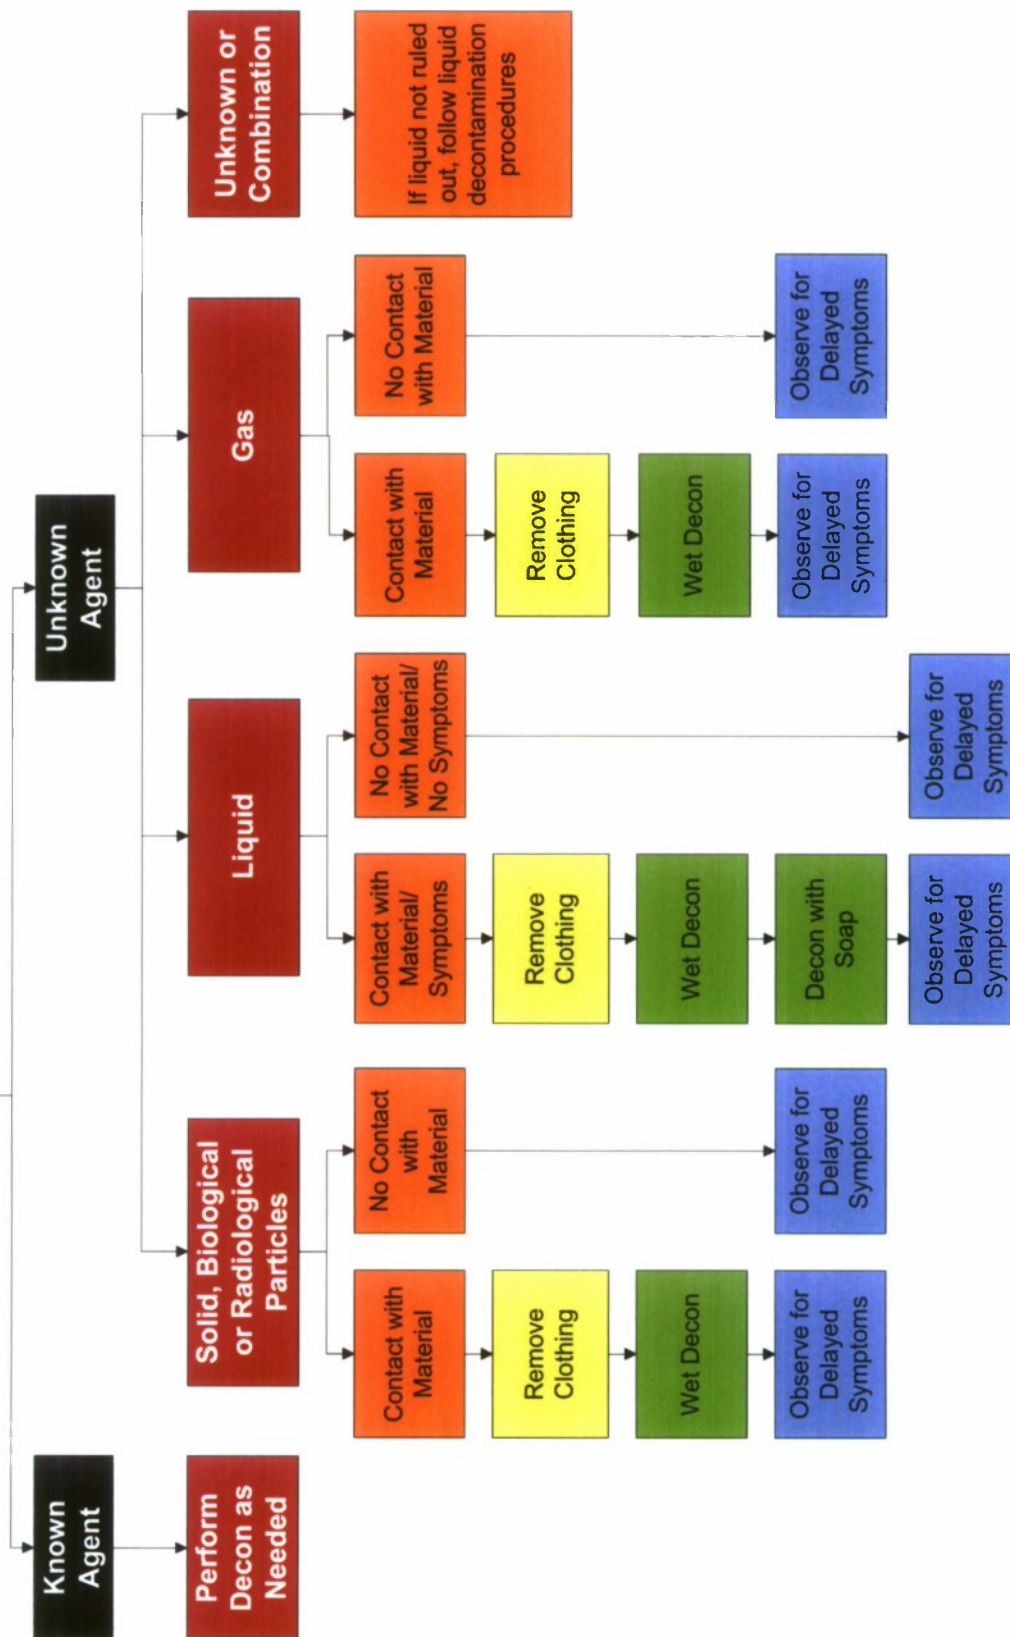 Known
Agent
Unknown
Agent
Perform
Decon as
Needed
Solid, Biological
or Radiological
Particles
Liquid
Gas
Unknown or
Combination
Contact with
Material
No Contact
with
Material
Contact with
Material/
Symptoms
No Contact
with Material/
No Symptoms
Contact with
Material
No Contact
with Material
If liquid not ruled
out, follow liquid
decontamination
procedures
Remove
Clothing
Remove
Clothing
Remove
Clothing
Wet Decon
Wet Decon
Wet Decon
Observe for
Delayed
Symptoms
Observe for
Delayed
Symptoms
Decon with
Soap
Observe for
Delayed
Symptoms
Observe for
Delayed
Symptoms
Observe for
Delayed
Symptoms
Observe for
Delayed
Symptoms